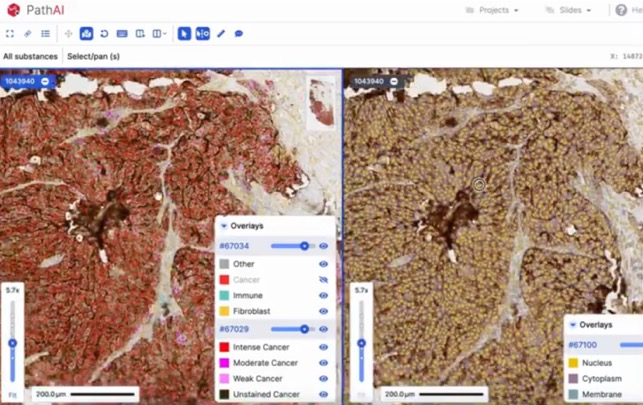 PathAI
Projects
Slides
He
All substances
Select/pan (s)
X: 14872
1043940
1043940
Overlays
#67034
Other
Cancer
Immune
Fibroblast
#67029
Intense Cancer
Moderate Cancer
Weak Cancer
Unstained Cancer
5.7x
Fit
200.0μm
5.7x
Fit
200.0μm
Overlays
#67100
Nucleus
Cytoplasm
Membrane